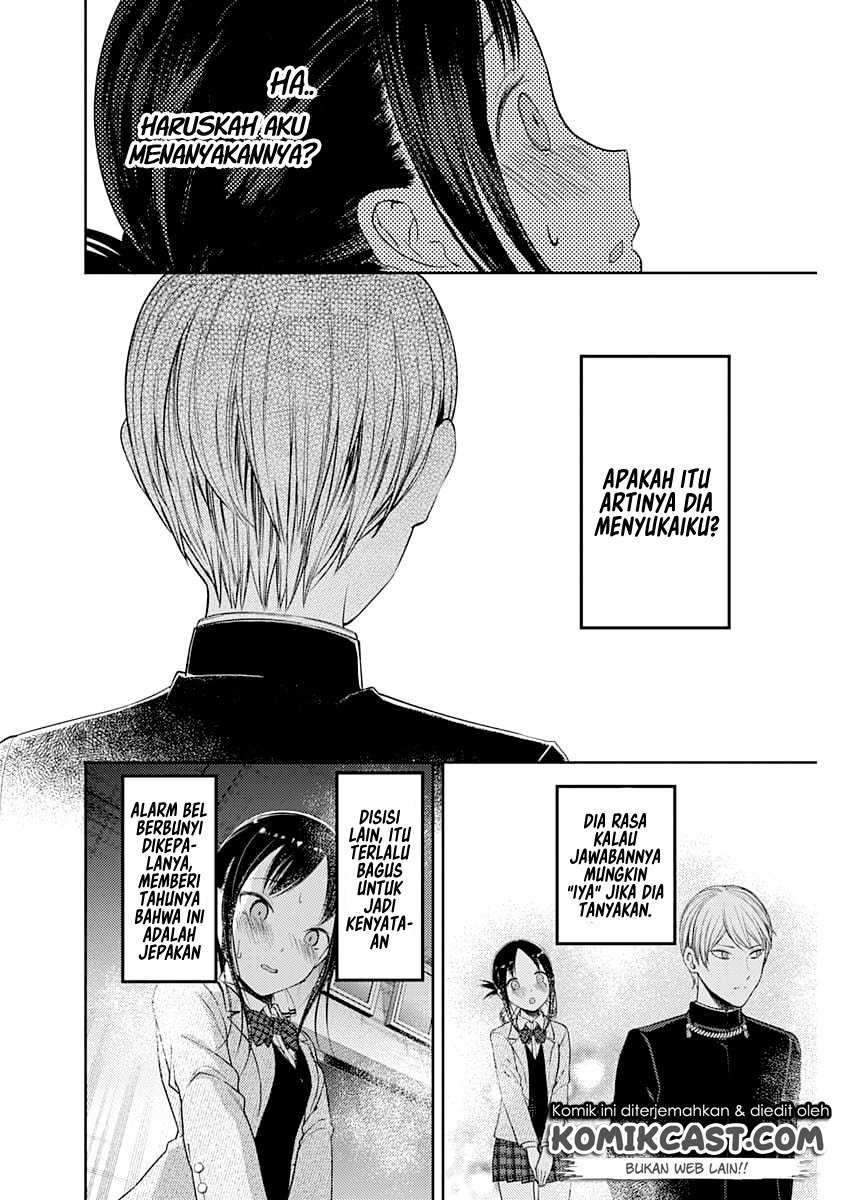 HA..
HARUSKAH AKU
MENANYAKANNYA?
APAKAH ITU
ARTINYA DIA
MENYUKAIKU?
DIA RASA
KALAU
JAWABANNYA
MUNGKIN
"IYA" JIKA DIA
TANYAKAN.
DISISI
LAIN, ITU
TERLALU
BAGUS
UNTUK
JADI
KENYATA-
AN
ALARM BEL
BERBUNYI
DIKEPA-
LANYA,
MEMBERI
TAHUNYA
BAHWA INI
ADALAH
JEPAKAN
Komik ini diterjemahkan & diedit oleh
KOMIKCAST.COM
BUKAN WEB LAIN!!